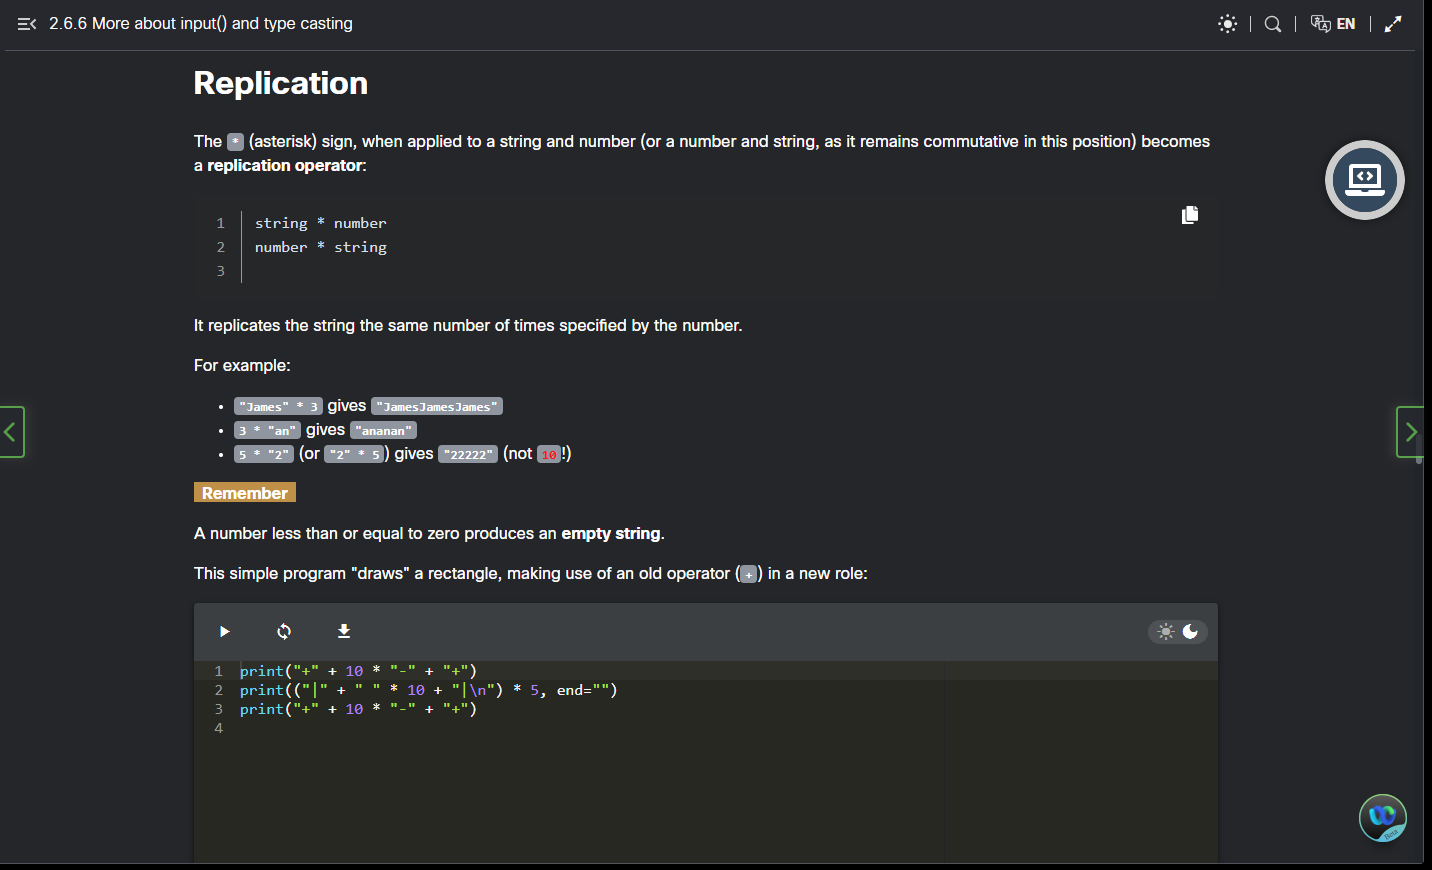 2.6.6 More about input() and type casting
EN
Replication
The * (asterisk) sign, when applied to a string and number (or a number and string, as it remains commutative in this position) becomes
a replication operator:
1 string * number
2 number * string
3
It replicates the string the same number of times specified by the number.
For example:
• "James" * 3 gives "JamesJamesJames"
• 3 * "an" gives "ananan"
• 5 * "2" (or "2" * 5) gives "22222" (not 10!)
Remember
A number less than or equal to zero produces an empty string.
This simple program "draws" a rectangle, making use of an old operator (+) in a new role:
1 print("+" + 10 * "-" + "+")
2 print(("|" + " " * 10 + "|\n") * 5, end="")
3 print("+" + 10 * "-" + "+")
4
Beta